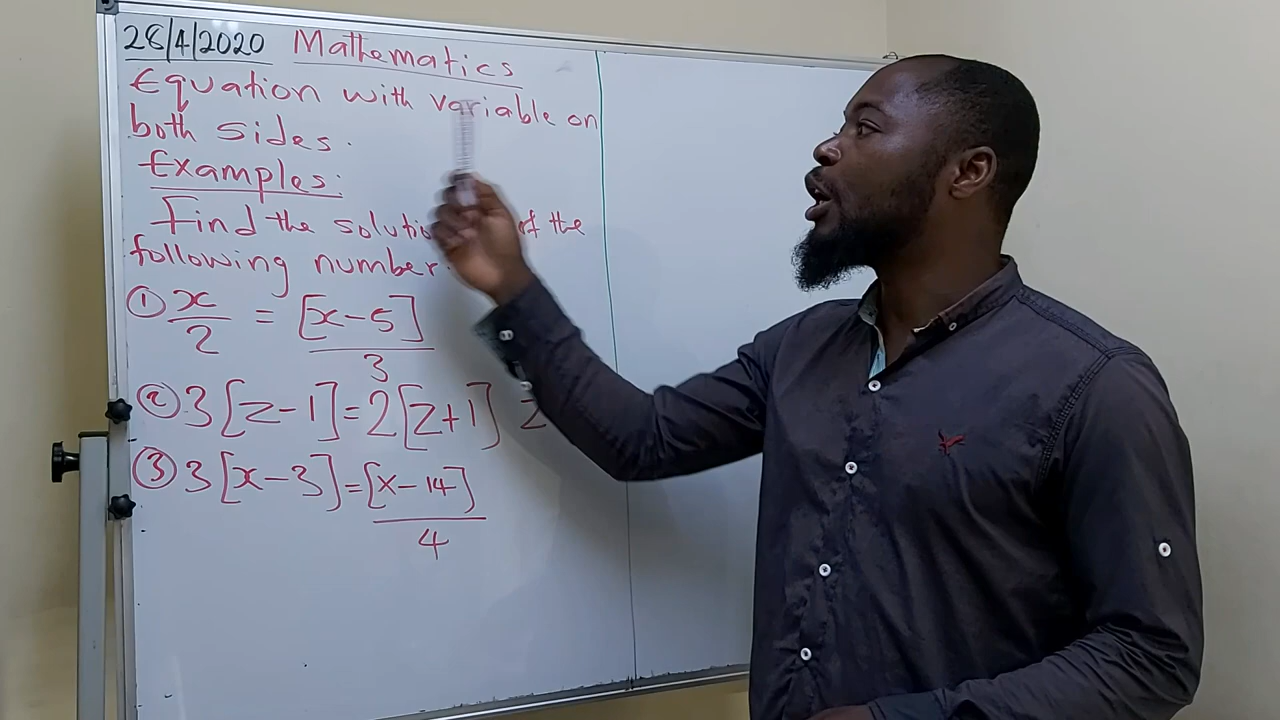 28/4/2020 Mathematics
Equation with variable on
both sides.
Examples:
Find the of the
following number
① x/2 = [x-5]/3
② 3[z-1]=2[z+1] 2
③ 3[x-3]=[x-14]/4